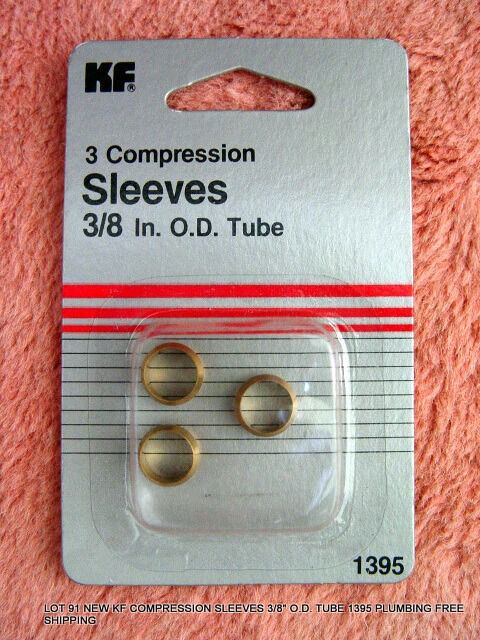 KF®
3 Compression
Sleeves
3/8 In. O.D. Tube
1395
LOT 91 NEW KF COMPRESSION SLEEVES 3/8" O.D. TUBE 1395 PLUMBING FREE
SHIPPING